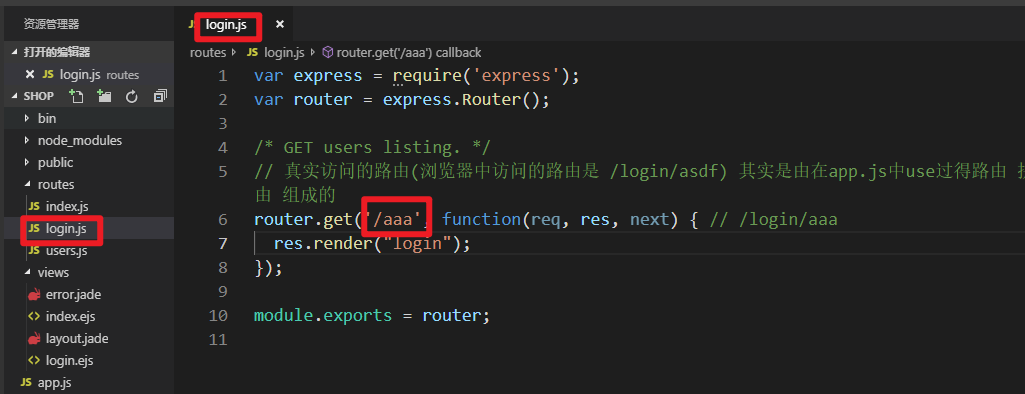 资源管理器
打开的编辑器
login.js routes
SHOP
bin
node_modules
public
routes
index.js
login.js
users.js
views
error.jade
index.ejs
layout.jade
login.ejs
JS app.js
login.js
routes JS login.js router.get('/aaa') callback
1 var express = require('express');
2 var router = express.Router();
3
4 /* GET users listing. */
5 // 真实访问的路由(浏览器中访问的路由是 /login/asdf) 其实是由在app.js中use过得路由
由 组成的
6 router.get('/aaa', function(req, res, next) { // /login/aaa
7 res.render("login");
8 });
9
10 module.exports = router;
11